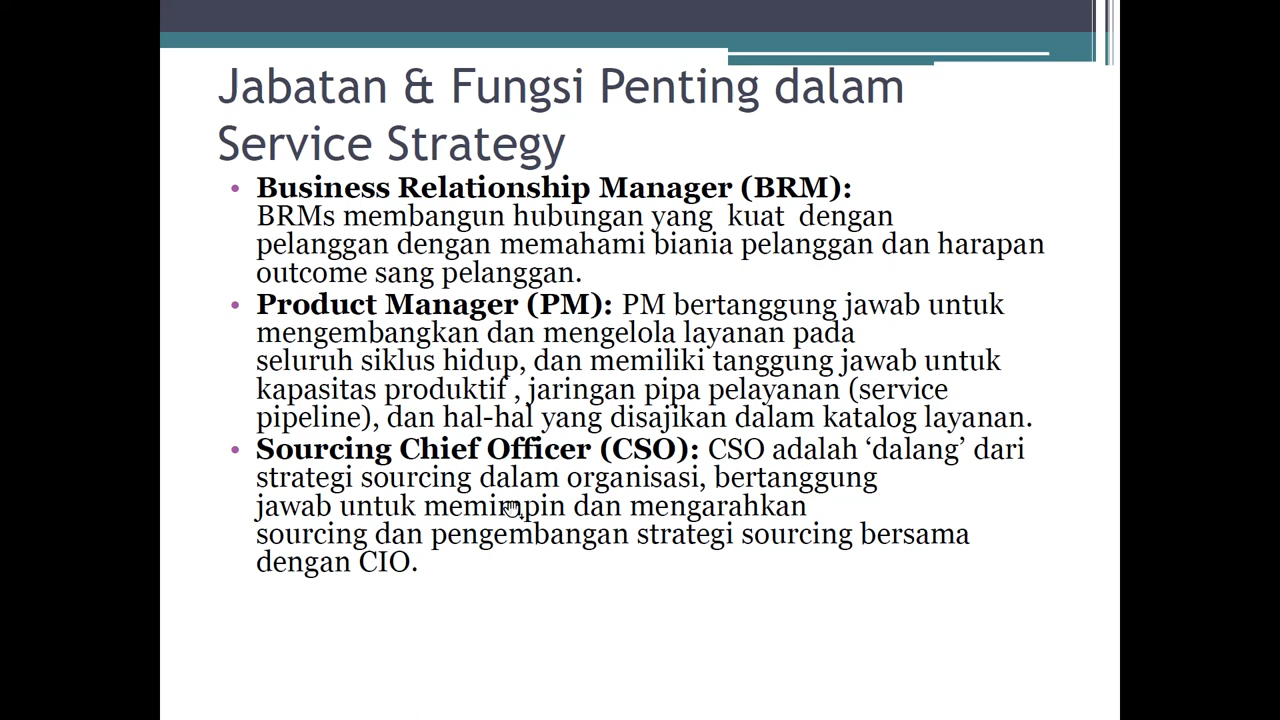 Jabatan & Fungsi Penting dalam
Service Strategy
• Business Relationship Manager (BRM):
BRMs membangun hubungan yang kuat dengan
pelanggan dengan memahami biania pelanggan dan harapan
outcome sang pelanggan.
• Product Manager (PM): PM bertanggung jawab untuk
mengembangkan dan mengelola layanan pada
seluruh siklus hidup, dan memiliki tanggung jawab untuk
kapasitas produktif , jaringan pipa pelayanan (service
pipeline), dan hal-hal yang disajikan dalam katalog layanan.
• Sourcing Chief Officer (CSO): CSO adalah ‘dalang’ dari
strategi sourcing dalam organisasi, bertanggung
jawab untuk memimpin dan mengarahkan
sourcing dan pengembangan strategi sourcing bersama
dengan CIO.